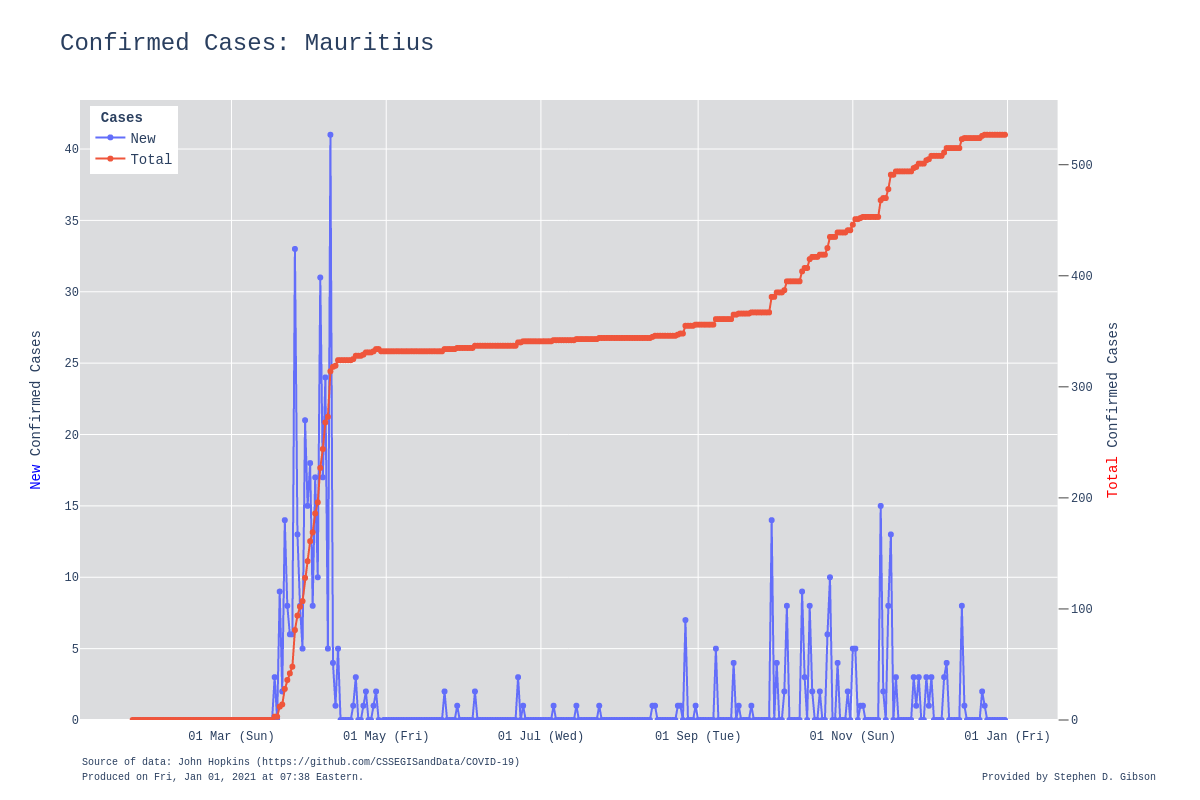 Confirmed Cases: Mauritius
Cases
New
Total
40
35
30
25
20
15
10
5
0
500
400
300
200
100
0
New Confirmed Cases
Total Confirmed Cases
01 Mar (Sun)
01 May (Fri)
01 Jul (Wed)
01 Sep (Tue)
01 Nov (Sun)
01 Jan (Fri)
Source of data: John Hopkins (https://github.com/CSSEGISandData/COVID-19)
Produced on Fri, Jan 01, 2021 at 07:38 Eastern.
Provided by Stephen D. Gibson